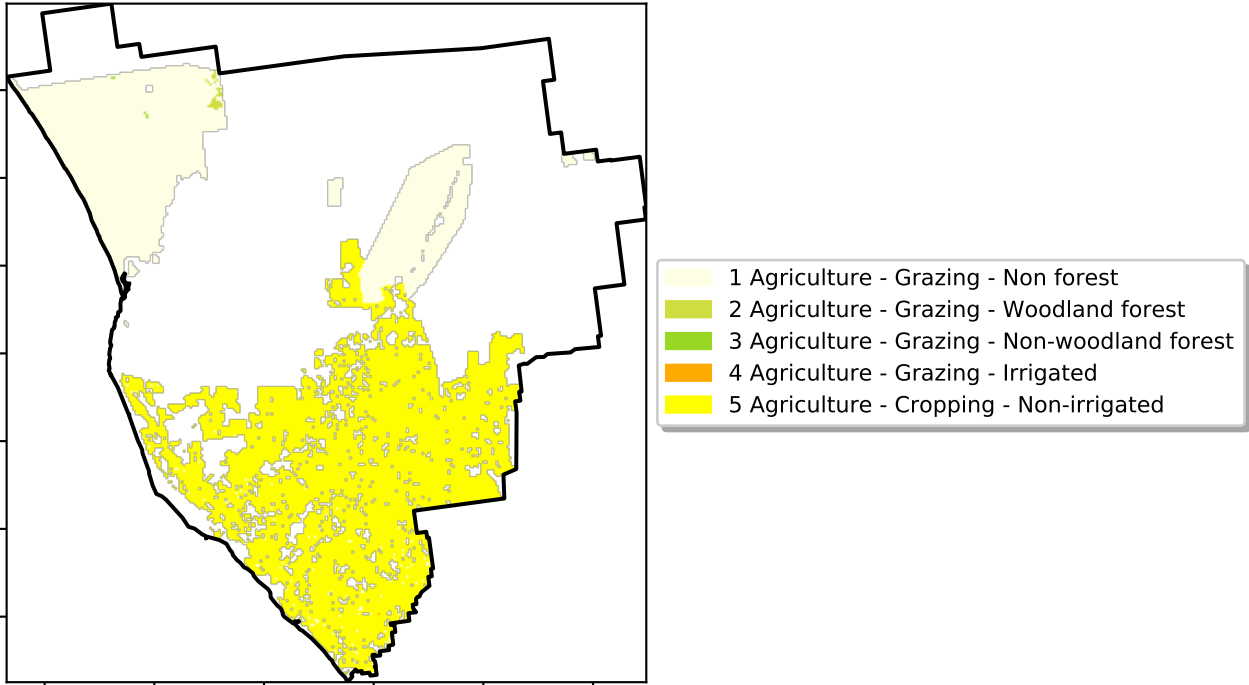 1 Agriculture - Grazing - Non forest
2 Agriculture - Grazing - Woodland forest
3 Agriculture - Grazing - Non-woodland forest
4 Agriculture - Grazing - Irrigated
5 Agriculture - Cropping - Non-irrigated